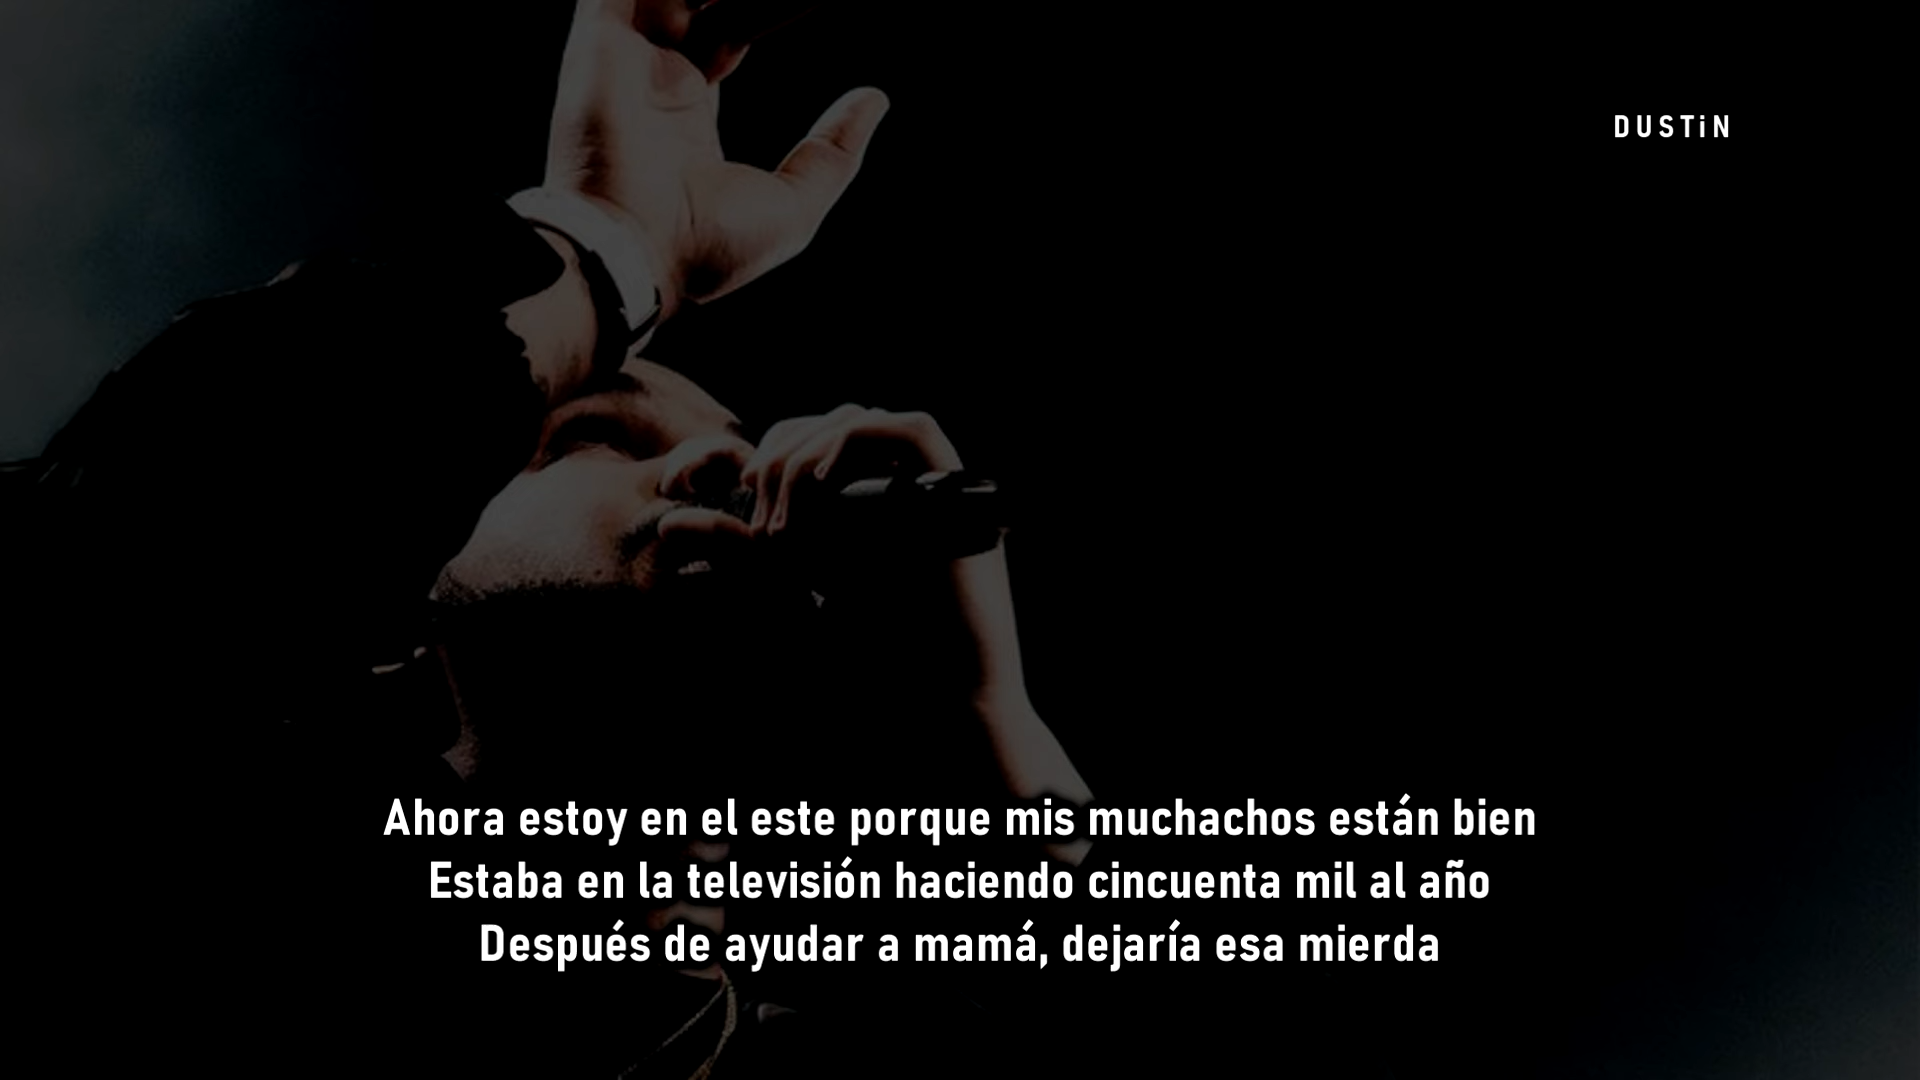 DUSTiN
Ahora estoy en el este porque mis muchachos están bien
Estaba en la televisión haciendo cincuenta mil al año
Después de ayudar a mamá, dejaría esa mierda